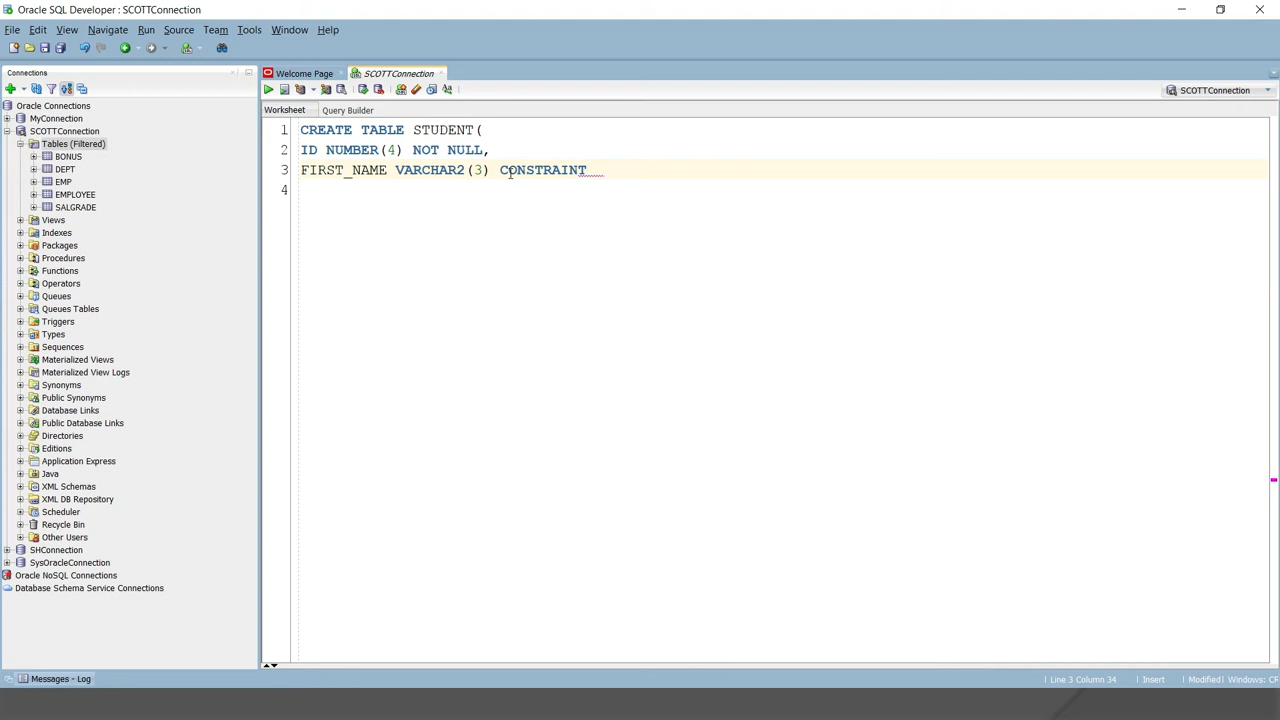 Oracle SQL Developer : SCOTTConnection
File Edit View Navigate Run Source Team Tools Window Help
Connections
Welcome Page
SCOTTConnection
SCOTTConnection
Worksheet
Query Builder
Oracle Connections
MyConnection
SCOTTConnection
Tables (Filtered)
BONUS
DEPT
EMP
EMPLOYEE
SALGRADE
Views
Indexes
Packages
Procedures
Functions
Operators
Queues
Queues Tables
Triggers
Types
Sequences
Materialized Views
Materialized View Logs
Synonyms
Public Synonyms
Database Links
Public Database Links
Directories
Editions
Application Express
Java
XML Schemas
XML DB Repository
Scheduler
Recycle Bin
Other Users
SHConnection
SysOracleConnection
Oracle NoSQL Connections
Database Schema Service Connections
1 CREATE TABLE STUDENT(
2 ID NUMBER(4) NOT NULL,
3 FIRST_NAME VARCHAR2(3) CONSTRAINT
4
Messages - Log
Line 3 Column 34
Insert
Modified
Windows: CF